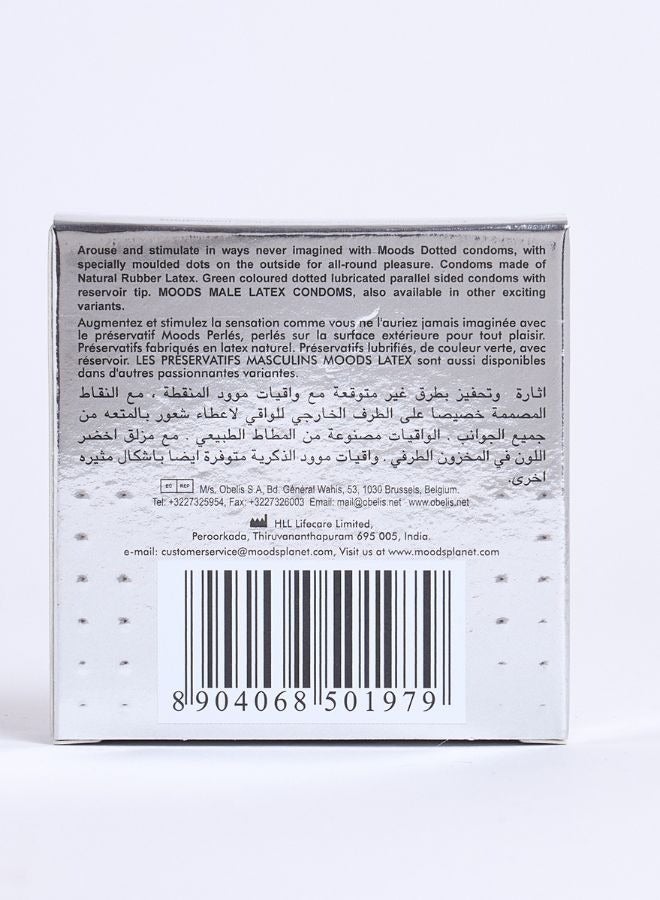 Arouse and stimulate in ways never imagined with Moods Dotted condoms, with
specially moulded dots on the outside for all-round pleasure. Condoms made of
Natural Rubber Latex. Green coloured dotted lubricated parallel sided condoms with
reservoir tip. MOODS MALE LATEX CONDOMS, also available in other exciting
variants.
Augmentez et stimulez la sensation comme vous ne l'auriez jamais imaginée avec
le préservatif Moods Perlés, perlés sur la surface extérieure pour tout plaisir.
Préservatifs fabriqués en latex naturel. Préservatifs lubrifiés, de couleur verte, avec
réservoir. LES PRÉSERVATIFS MASCULINS MOODS LATEX sont aussi disponibles
dans d'autres passionnantes variantes.
اثارة وتحفيز بطرق غير متوقعة مع واقيات موود المنقطة ، مع النقاط
المصممة خصيصا على الطرف الخارجي للواقي لاعطاء شعور بالمتعه من
جميع الجوانب . الواقيات مصنوعة من المطاط الطبيعي . مع مزلق اخضر
اللون في المخزون الطرفي . واقيات موود الذكرية متوفرة ايضا باشكال مثيره
اخرى.
EC REP M/s. Obelis S.A, Bd. Général Wahis, 53, 1030 Brussels, Belgium.
Tel: +3227325954, Fax: +3227326003 Email: mail@obelis.net www.obelis.net
HLL Lifecare Limited,
Peroorkada, Thiruvananthapuram 695 005, India.
e-mail: customerservice@moodsplanet.com, Visit us at www.moodsplanet.com
8 904068 501979